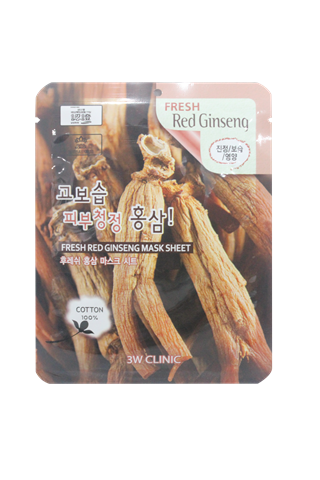 FRESH
Red Ginseng
진정/보습
/영양
고보습
피부청정 홍삼!
FRESH RED GINSENG MASK SHEET
후레쉬 홍삼 마스크 시트
COTTON
100%
3W CLINIC